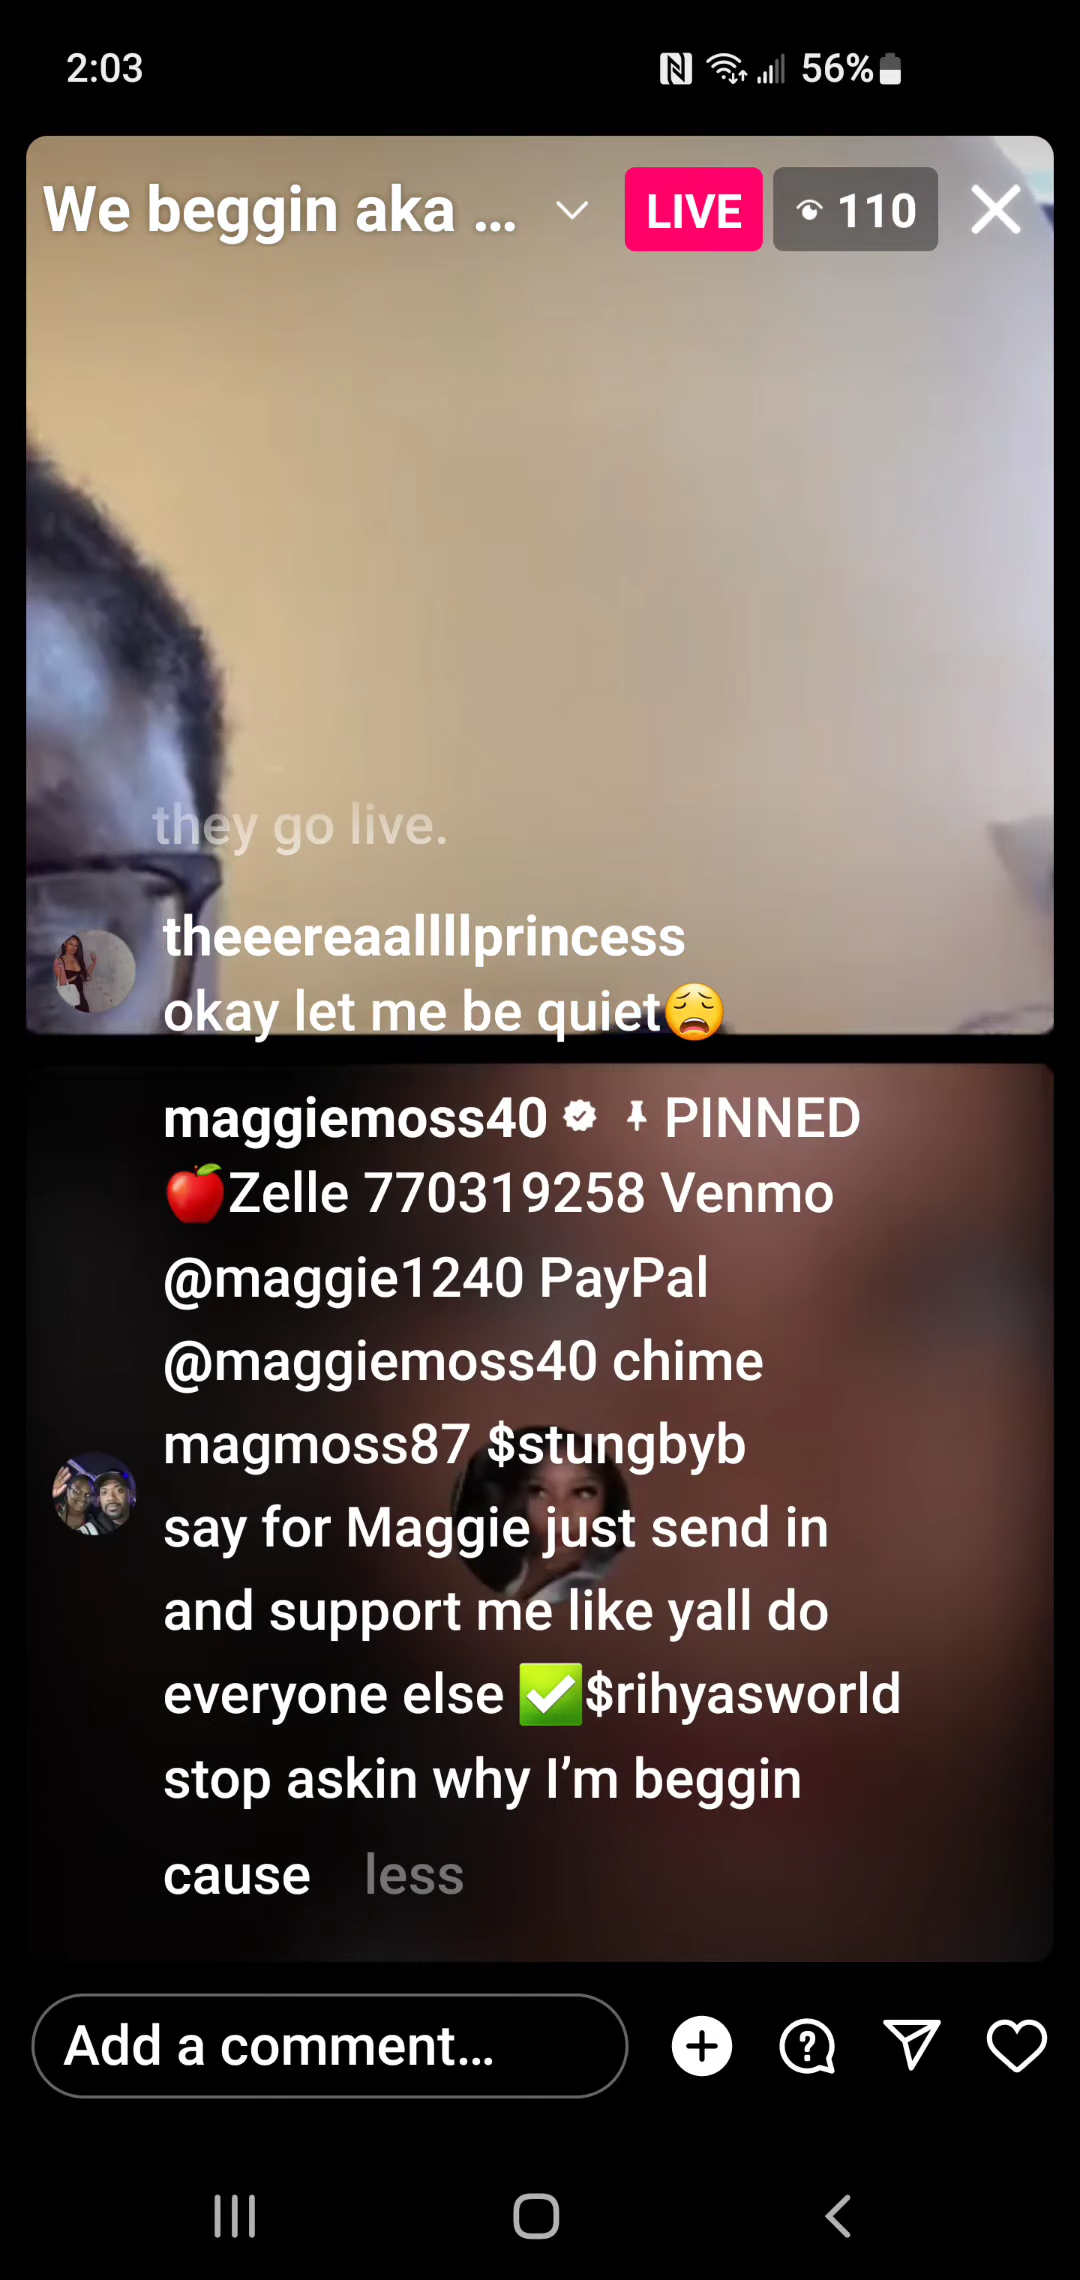 2:03
56%
We beggin aka ...
LIVE
110
they go live.
theeereaallllprincess
okay let me be quiet😩
maggiemoss40 PINNED
🍎Zelle 770319258 Venmo
@maggie1240 PayPal
@maggiemoss40 chime
magmoss87 $stungbyb
say for Maggie just send in
and support me like yall do
everyone else ✅$rihyasworld
stop askin why I’m beggin
cause less
Add a comment...